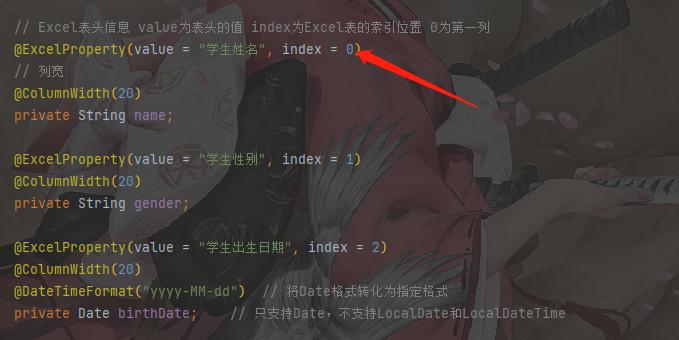 // Excel表头信息 value为表头的值 index为Excel表的索引位置 0为第一列
@ExcelProperty(value = "学生姓名", index = 0)
// 列宽
@ColumnWidth(20)
private String name;
@ExcelProperty(value = "学生性别", index = 1)
@ColumnWidth(20)
private String gender;
@ExcelProperty(value = "学生出生日期", index = 2)
@ColumnWidth(20)
@DateTimeFormat("yyyy-MM-dd")  // 将Date格式转化为指定格式
private Date birthDate;    // 只支持Date，不支持LocalDate和LocalDateTime